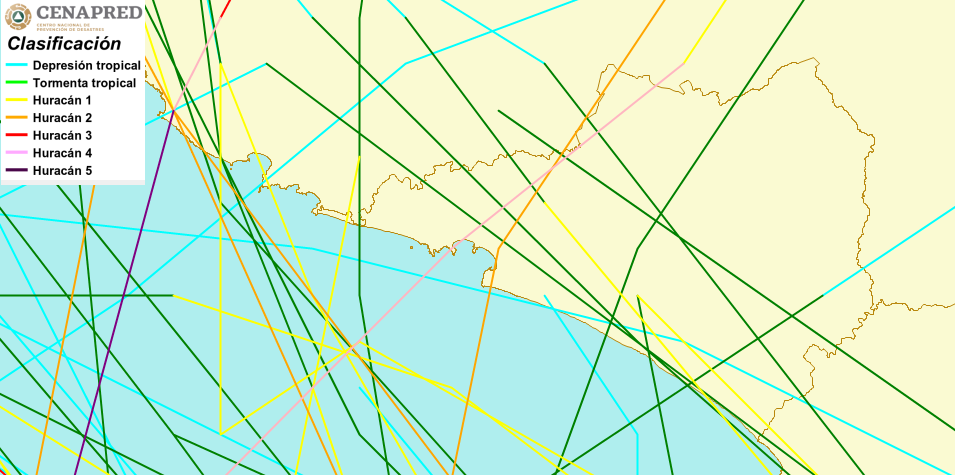 CENAPRED
CENTRO NACIONAL DE
PREVENCIÓN DE DESASTRES
Clasificación
Depresión tropical
Tormenta tropical
Huracán 1
Huracán 2
Huracán 3
Huracán 4
Huracán 5